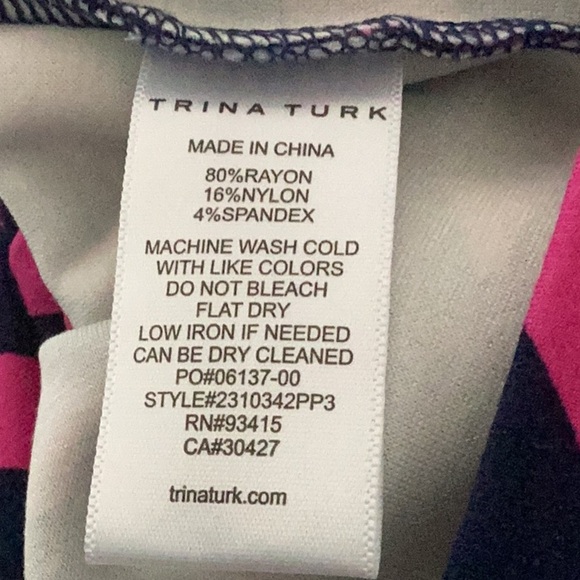 TRINA TURK
MADE IN CHINA
80%RAYON
16%NYLON
4%SPANDEX
MACHINE WASH COLD
WITH LIKE COLORS
DO NOT BLEACH
FLAT DRY
LOW IRON IF NEEDED
CAN BE DRY CLEANED
PO#06137-00
STYLE#2310342PP3
RN#93415
CA#30427
trinaturk.com